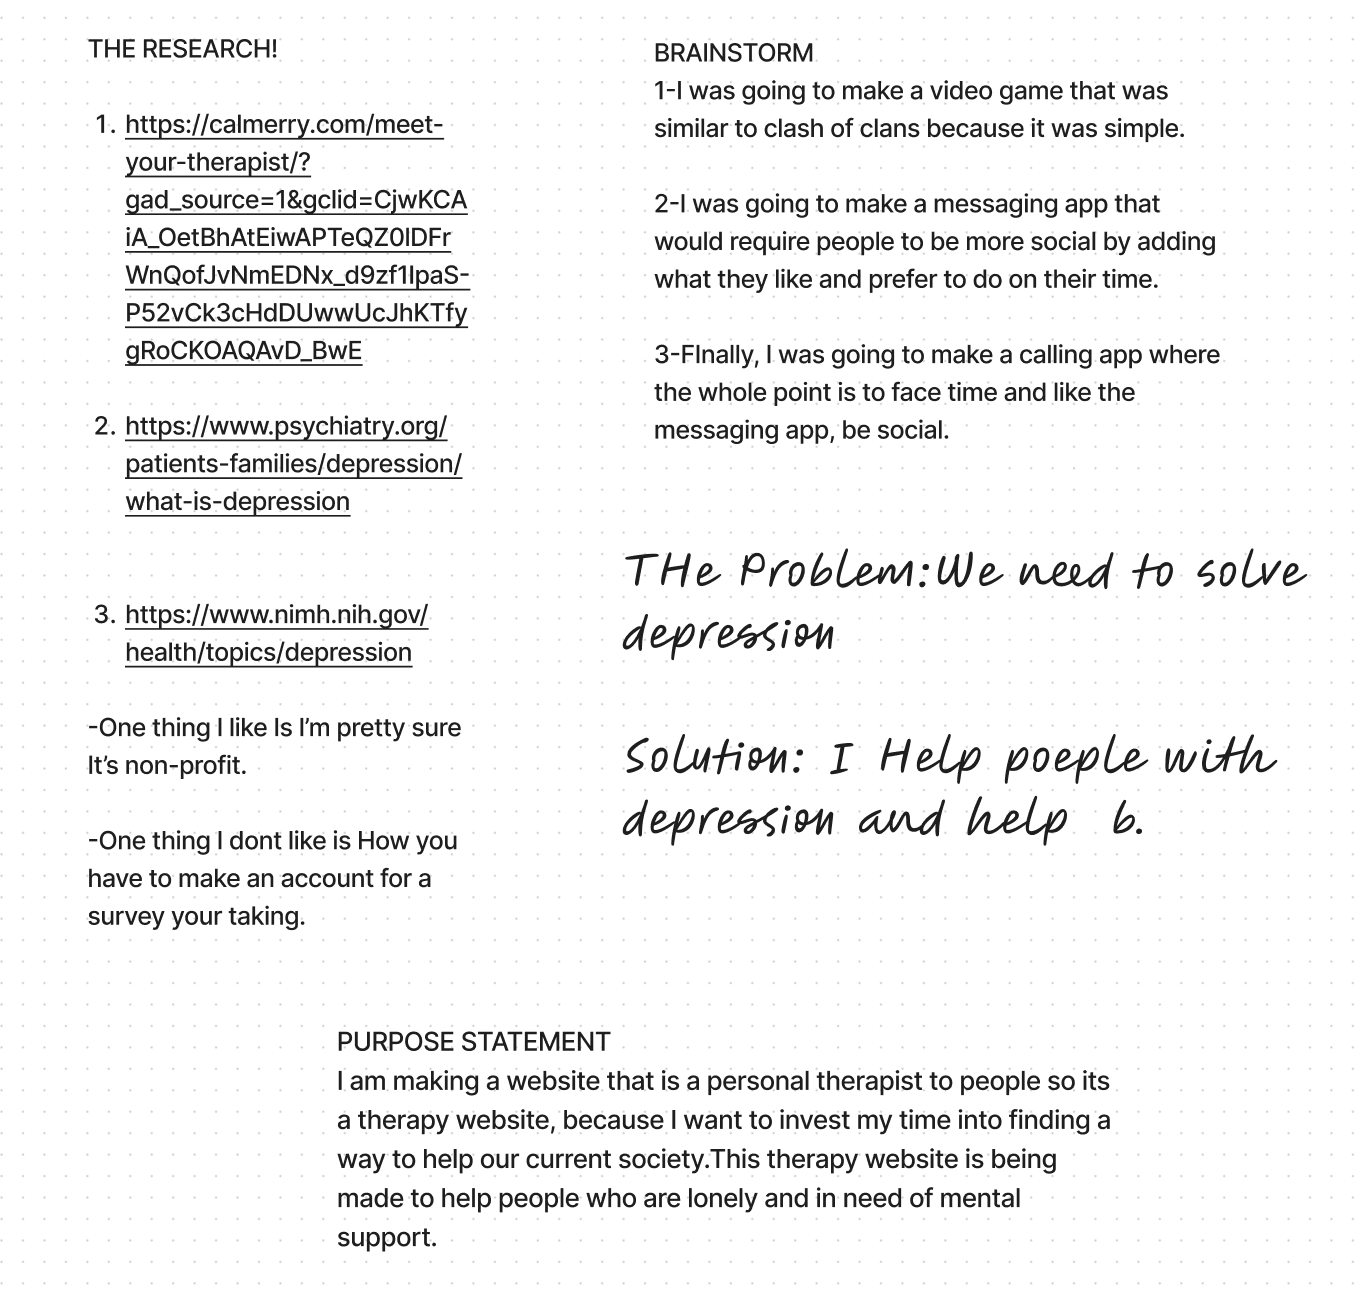 THE RESEARCH!
1. https://calmerry.com/meet-
your-therapist/?
gad_source=1&gclid=CjwKCA
iA_OetBhAtEiwAPTeQZ0lDFr
WnQofJvNmEDNx_d9zf1IpaS-
P52vCk3cHdDUwwUcJhKTfy
gRoCKOAQAvD_BwE
2. https://www.psychiatry.org/
patients-families/depression/
what-is-depression
3. https://www.nimh.nih.gov/
health/topics/depression
-One thing I like Is I’m pretty sure
It’s non-profit.
-One thing I dont like is How you
have to make an account for a
survey your taking.
BRAINSTORM
1-I was going to make a video game that was
similar to clash of clans because it was simple.
2-I was going to make a messaging app that
would require people to be more social by adding
what they like and prefer to do on their time.
3-FInally, I was going to make a calling app where
the whole point is to face time and like the
messaging app, be social.
THe Problem:We need to solve
depression
Solution: I Help poeple with
depression and help  b.
PURPOSE STATEMENT
I am making a website that is a personal therapist to people so its
a therapy website, because I want to invest my time into finding a
way to help our current society.This therapy website is being
made to help people who are lonely and in need of mental
support.